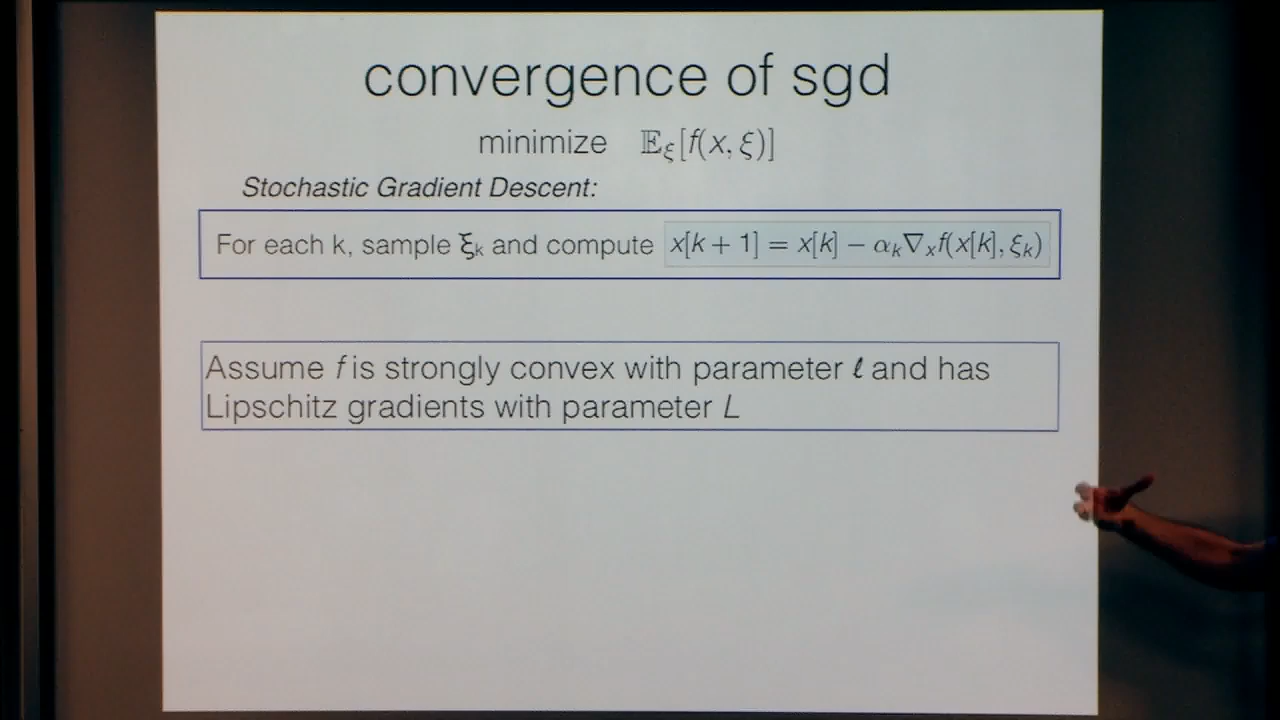 convergence of sgd
minimize 𝔼_ξ[f(x, ξ)]
Stochastic Gradient Descent:
For each k, sample ξ_k and compute x[k + 1] = x[k] − α_k∇_x f(x[k], ξ_k)
Assume f is strongly convex with parameter ℓ and has
Lipschitz gradients with parameter L